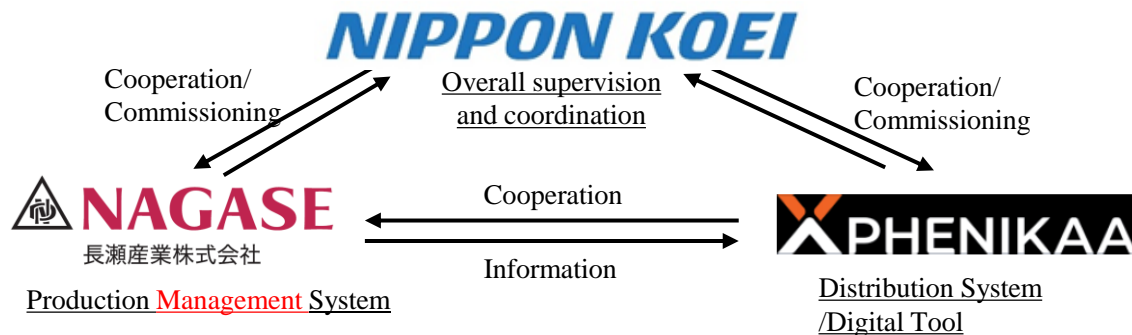 NIPPON KOEI
Cooperation/
Commissioning
Overall supervision
and coordination
Cooperation/
Commissioning
NAGASE
長瀬産業株式会社
Production Management System
Cooperation
Information
PHENIKAA
Distribution System
/Digital Tool